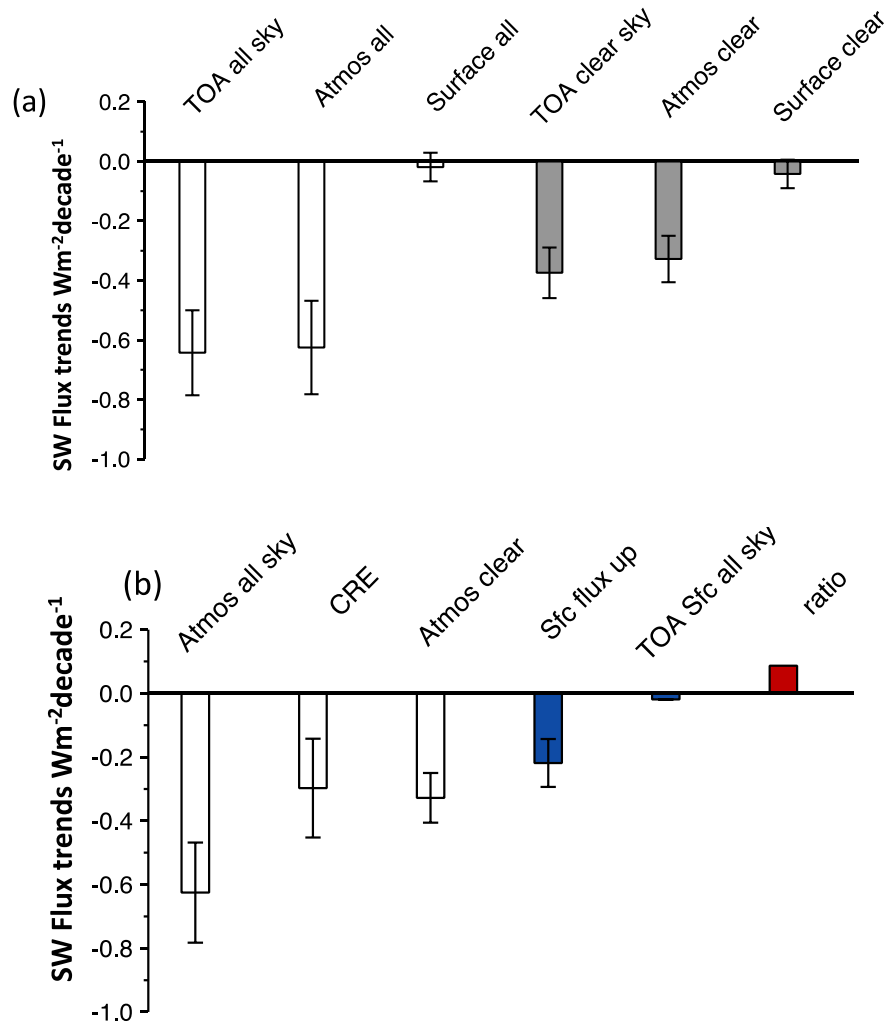 (a)
TOA all sky
Atmos all
Surface all
TOA clear sky
Atmos clear
Surface clear
SW Flux trends Wm⁻²decade⁻¹
0.2
0.0
-0.2
-0.4
-0.6
-0.8
-1.0
(b)
Atmos all sky
CRE
Atmos clear
Sfc flux up
TOA Sfc all sky
ratio
SW Flux trends Wm⁻²decade⁻¹
0.2
0.0
-0.2
-0.4
-0.6
-0.8
-1.0